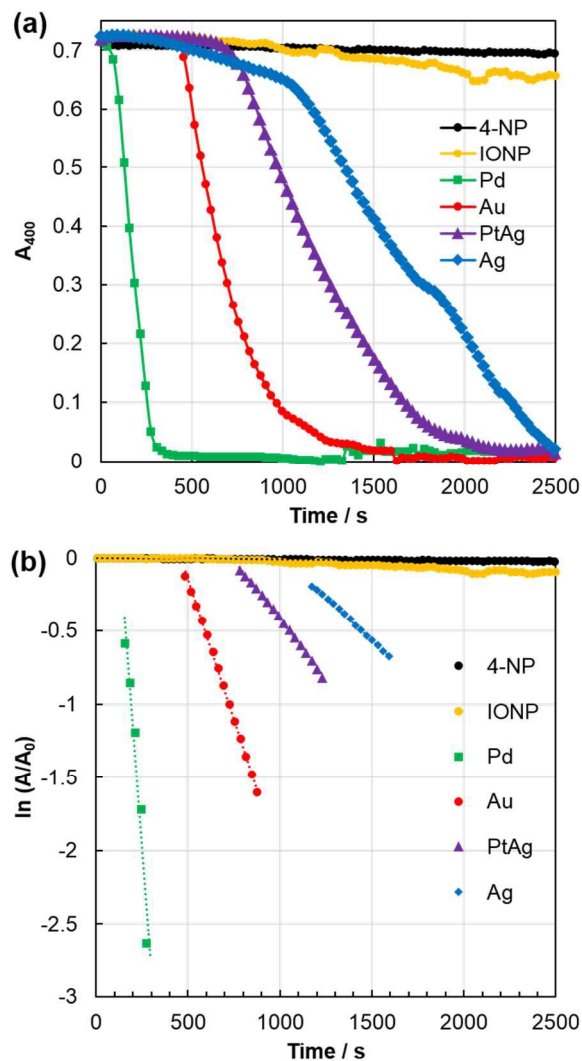 (a)
0.7
0.6
0.5
0.4
0.3
0.2
0.1
0
A400
4-NP
IONP
Pd
Au
PtAg
Ag
0 500 1000 1500 2000 2500
Time / s
(b)
0
-0.5
-1
-1.5
-2
-2.5
-3
ln (A/A0)
4-NP
IONP
Pd
Au
PtAg
Ag
0 500 1000 1500 2000 2500
Time / s